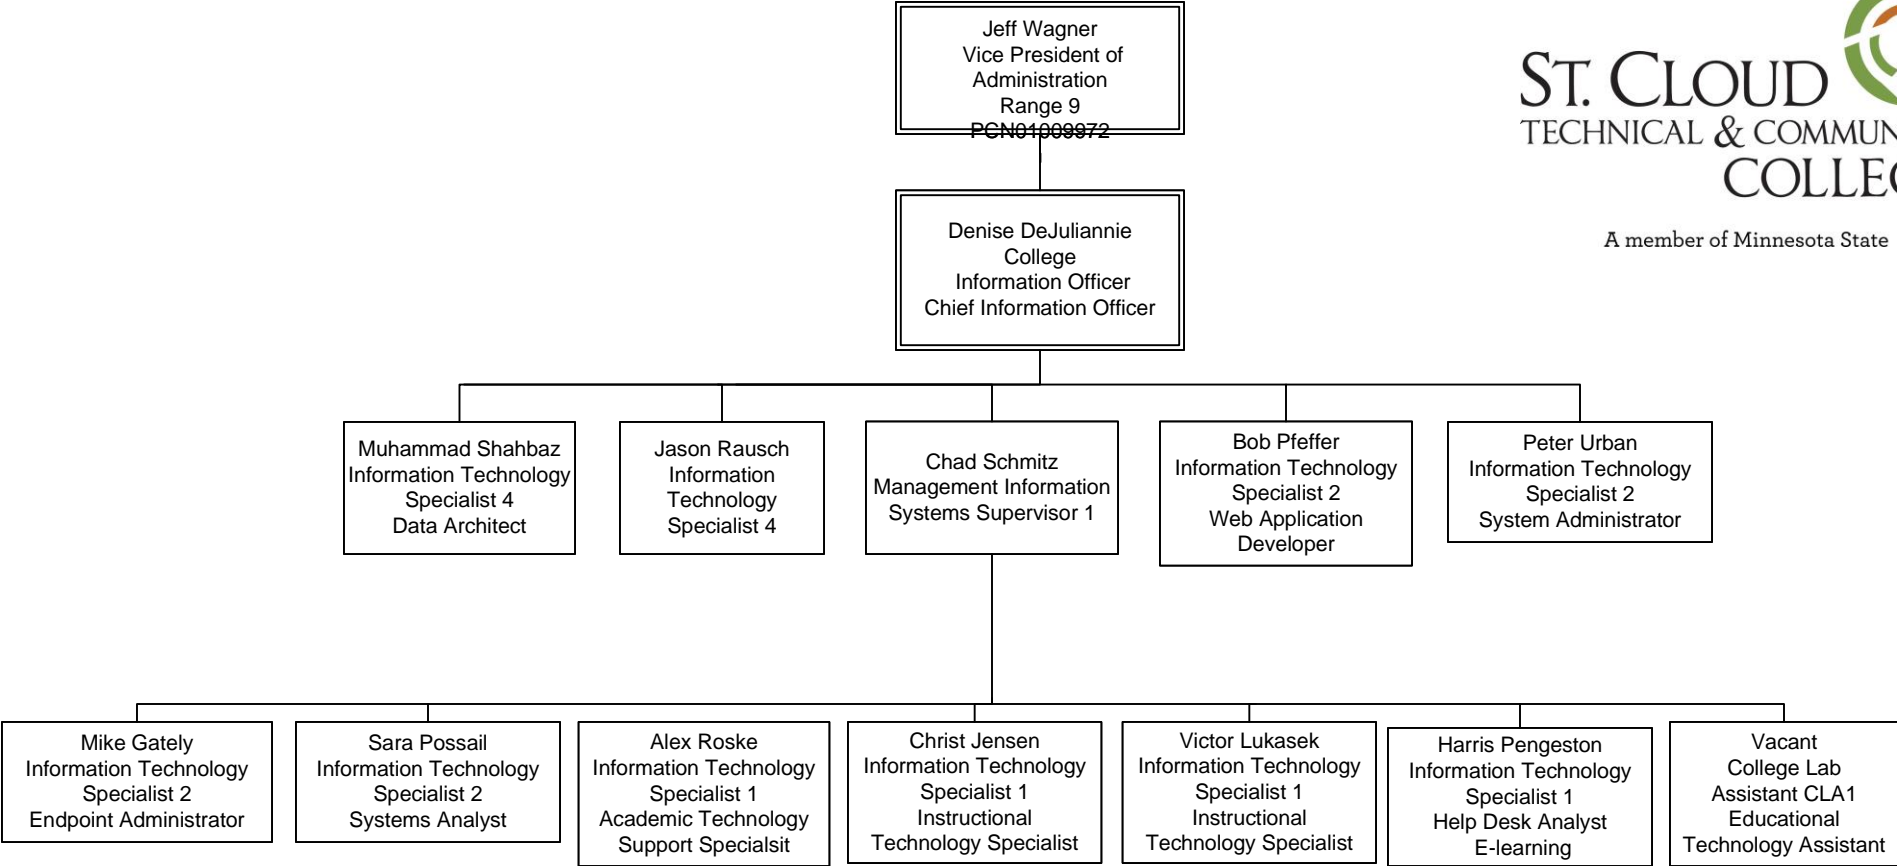 Jeff Wagner
Vice President of
Administration
Range 9
PCN01009972
ST. CLOUD
TECHNICAL & COMMUN
COLLEG
A member of Minnesota State
Denise DeJuliannie
College
Information Officer
Chief Information Officer
Muhammad Shahbaz
Information Technology
Specialist 4
Data Architect
Jason Rausch
Information
Technology
Specialist 4
Chad Schmitz
Management Information
Systems Supervisor 1
Bob Pfeffer
Information Technology
Specialist 2
Web Application
Developer
Peter Urban
Information Technology
Specialist 2
System Administrator
Mike Gately
Information Technology
Specialist 2
Endpoint Administrator
Sara Possail
Information Technology
Specialist 2
Systems Analyst
Alex Roske
Information Technology
Specialist 1
Academic Technology
Support Specialsit
Christ Jensen
Information Technology
Specialist 1
Instructional
Technology Specialist
Victor Lukasek
Information Technology
Specialist 1
Instructional
Technology Specialist
Harris Pengeston
Information Technology
Specialist 1
Help Desk Analyst
E-learning
Vacant
College Lab
Assistant CLA1
Educational
Technology Assistant